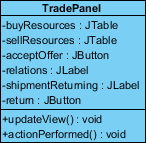 TradePanel
-buyResources : JTable
-sellResources : JTable
-acceptOffer : JButton
-relations : JLabel
-shipmentReturning : JLabel
-return : JButton
+updateView() : void
+actionPerformed() : void